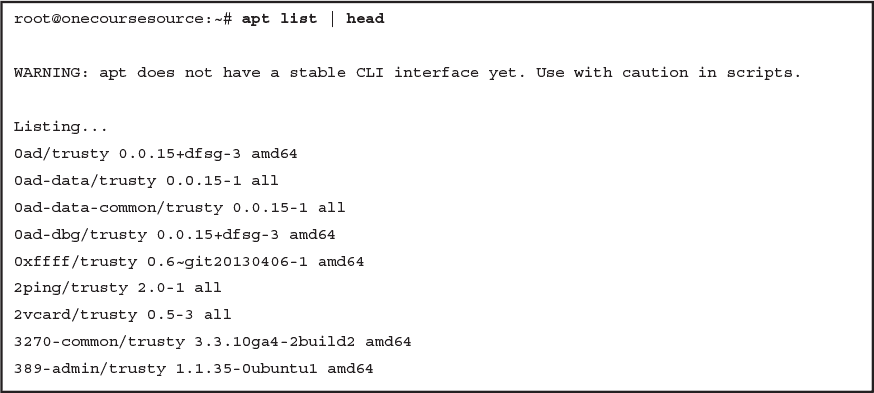 root@onecoursesource:~# apt list | head
WARNING: apt does not have a stable CLI interface yet. Use with caution in scripts.
Listing...
0ad/trusty 0.0.15+dfsg-3 amd64
0ad-data/trusty 0.0.15-1 all
0ad-data-common/trusty 0.0.15-1 all
0ad-dbg/trusty 0.0.15+dfsg-3 amd64
0xffff/trusty 0.6~git20130406-1 amd64
2ping/trusty 2.0-1 all
2vcard/trusty 0.5-3 all
3270-common/trusty 3.3.10ga4-2build2 amd64
389-admin/trusty 1.1.35-0ubuntu1 amd64